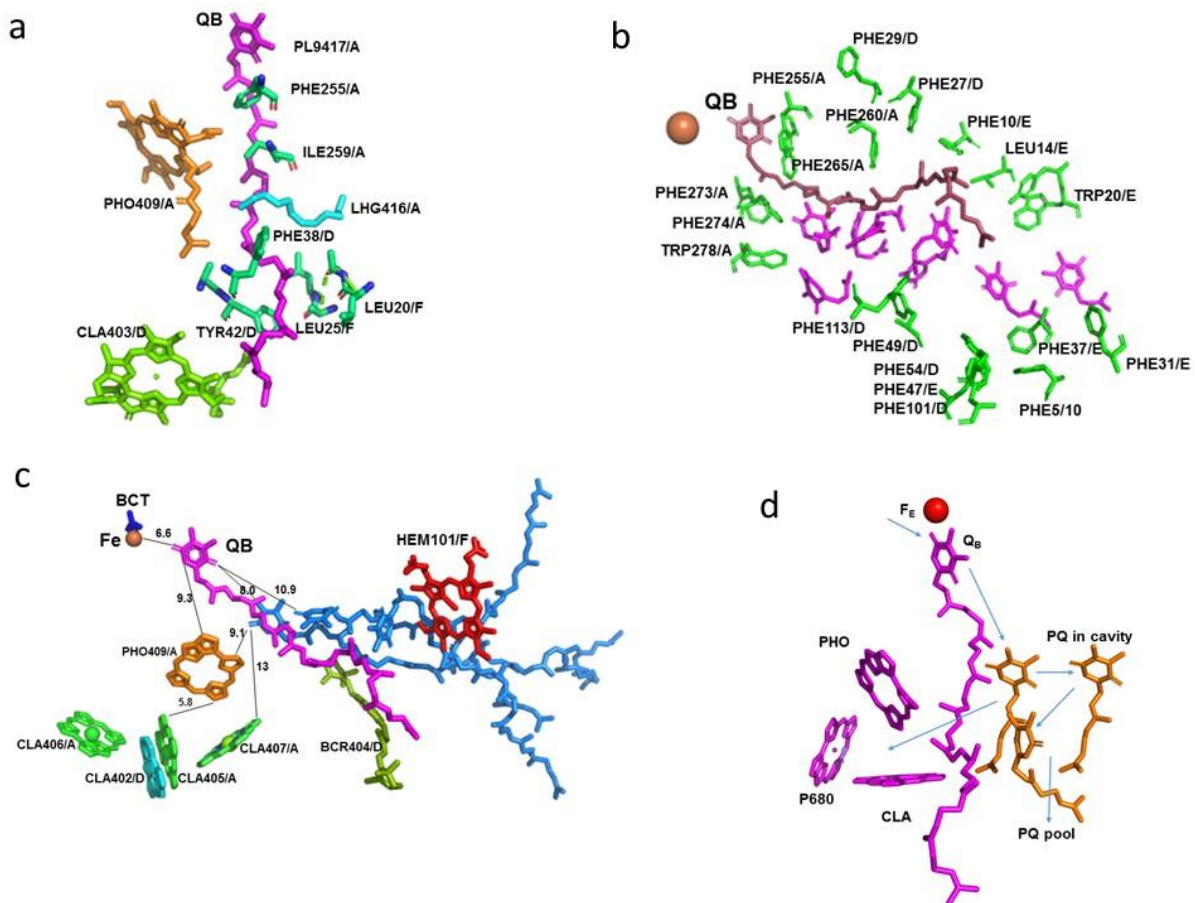 a
QB
PL9417/A
PHE255/A
ILE259/A
PHO409/A
LHG416/A
PHE38/D
LEU20/F
CLA403/D
TYR42/D
LEU25/F
b
PHE29/D
PHE255/A
PHE27/D
QB
PHE260/A
PHE10/E
LEU14/E
PHE265/A
PHE273/A
TRP20/E
PHE274/A
TRP278/A
PHE113/D
PHE49/D
PHE37/E
PHE54/D
PHE31/E
PHE47/E
PHE5/10
PHE101/D
c
BCT
6.6
Fe
QB
HEM101/F
8.0
10.9
9.3
9.1
PHO409/A
13
5.8
CLA406/A
CLA407/A
BCR404/D
CLA402/D
CLA405/A
d
FE
QB
PHO
PQ in cavity
P680
CLA
PQ pool